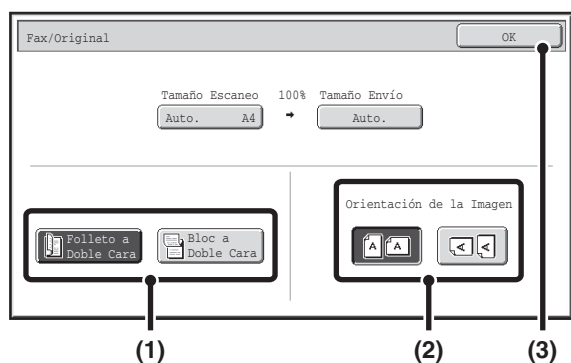 Fax/Original
OK
Tamaño Escaneo 100% Tamaño Envío
Auto. A4 → Auto.
Orientación de la Imagen
Folleto a
Doble Cara
Bloc a
Doble Cara
A A A A
(1) (2) (3)